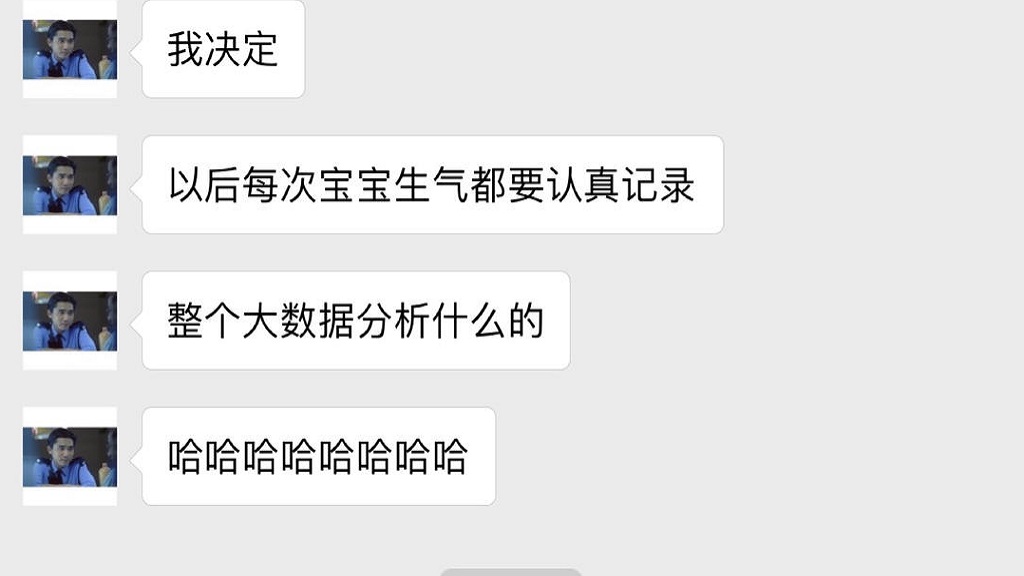 我决定
以后每次宝宝生气都要认真记录
整个大数据分析什么的
哈哈哈哈哈哈哈哈